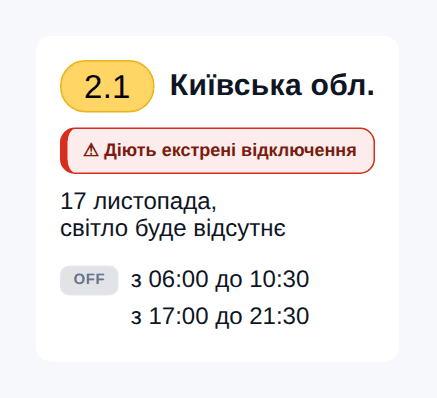 2.1 Київська обл.
⚠ Діють екстрені відключення
17 листопада,
світло буде відсутнє
OFF з 06:00 до 10:30
з 17:00 до 21:30